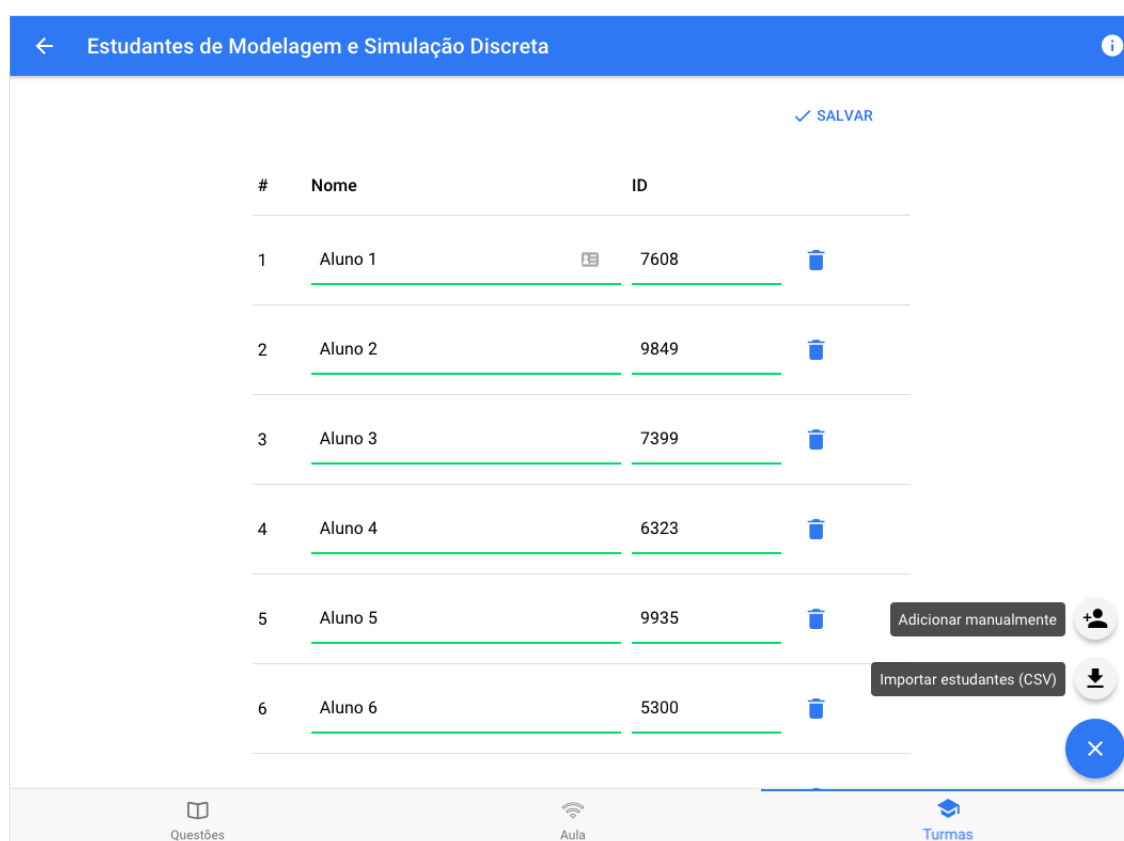 Estudantes de Modelagem e Simulação Discreta
SALVAR
# Nome ID
1 Aluno 1 7608
2 Aluno 2 9849
3 Aluno 3 7399
4 Aluno 4 6323
5 Aluno 5 9935
Adicionar manualmente
Importar estudantes (CSV)
6 Aluno 6 5300
Questões Aula Turmas